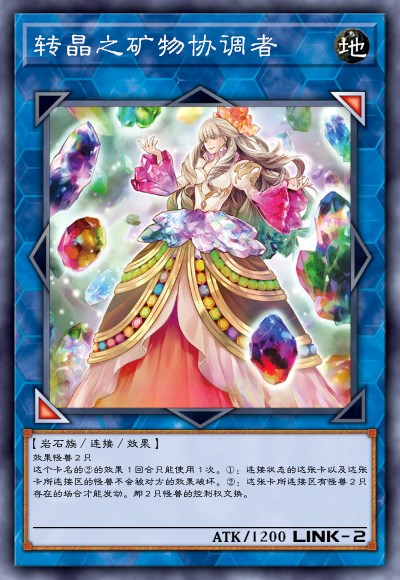 转晶之矿物协调者
地
【岩石族／连接／效果】
效果怪兽２只
这个卡名的②的效果１回合只能使用１次。①：连接状态的这张卡以及这张
卡所连接区的怪兽不会被对方的效果破坏。②：这张卡所连接区有怪兽２只
存在的场合才能发动。那２只怪兽的控制权交换。
ATK/1200 LINK-2